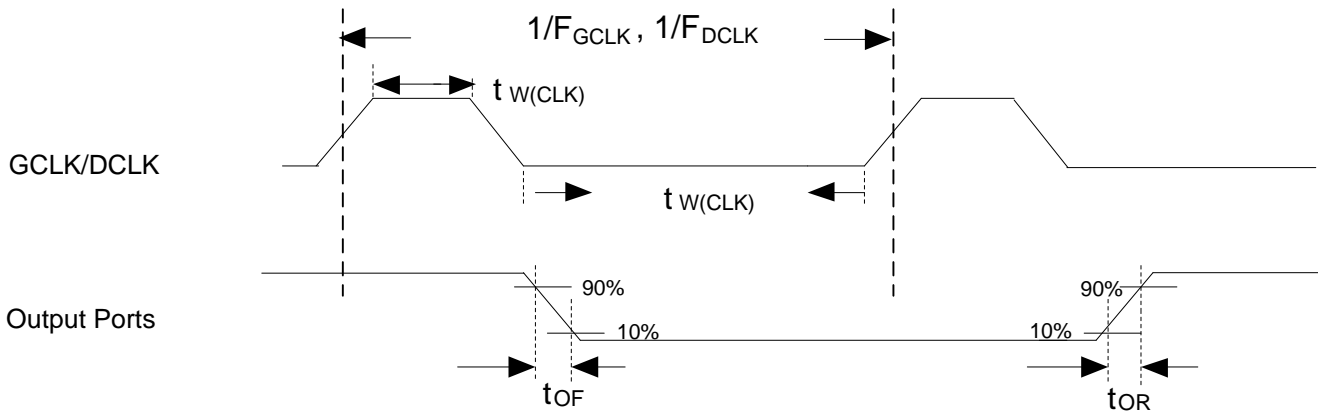 1/FGCLK , 1/FDCLK
t W(CLK)
GCLK/DCLK
t W(CLK)
90% 90%
Output Ports
10% 10%
tOF tOR